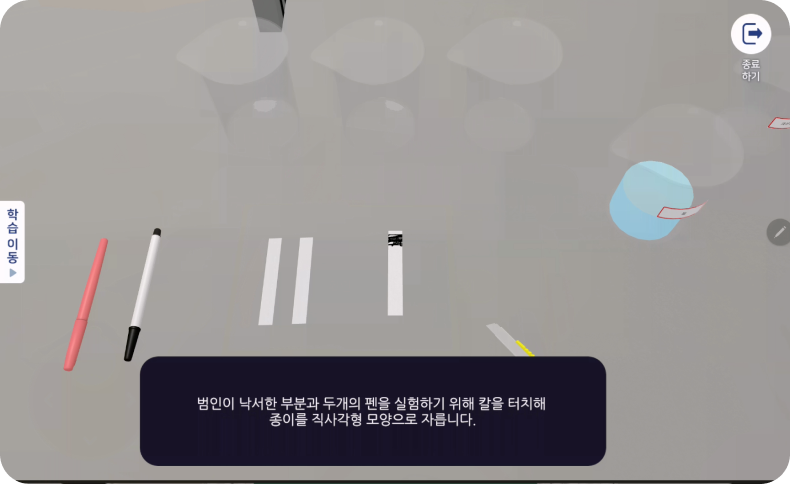 종료
하기
학습이동
범인이 낙서한 부분과 두개의 펜을 실험하기 위해 칼을 터치해
종이를 직사각형 모양으로 자릅니다.